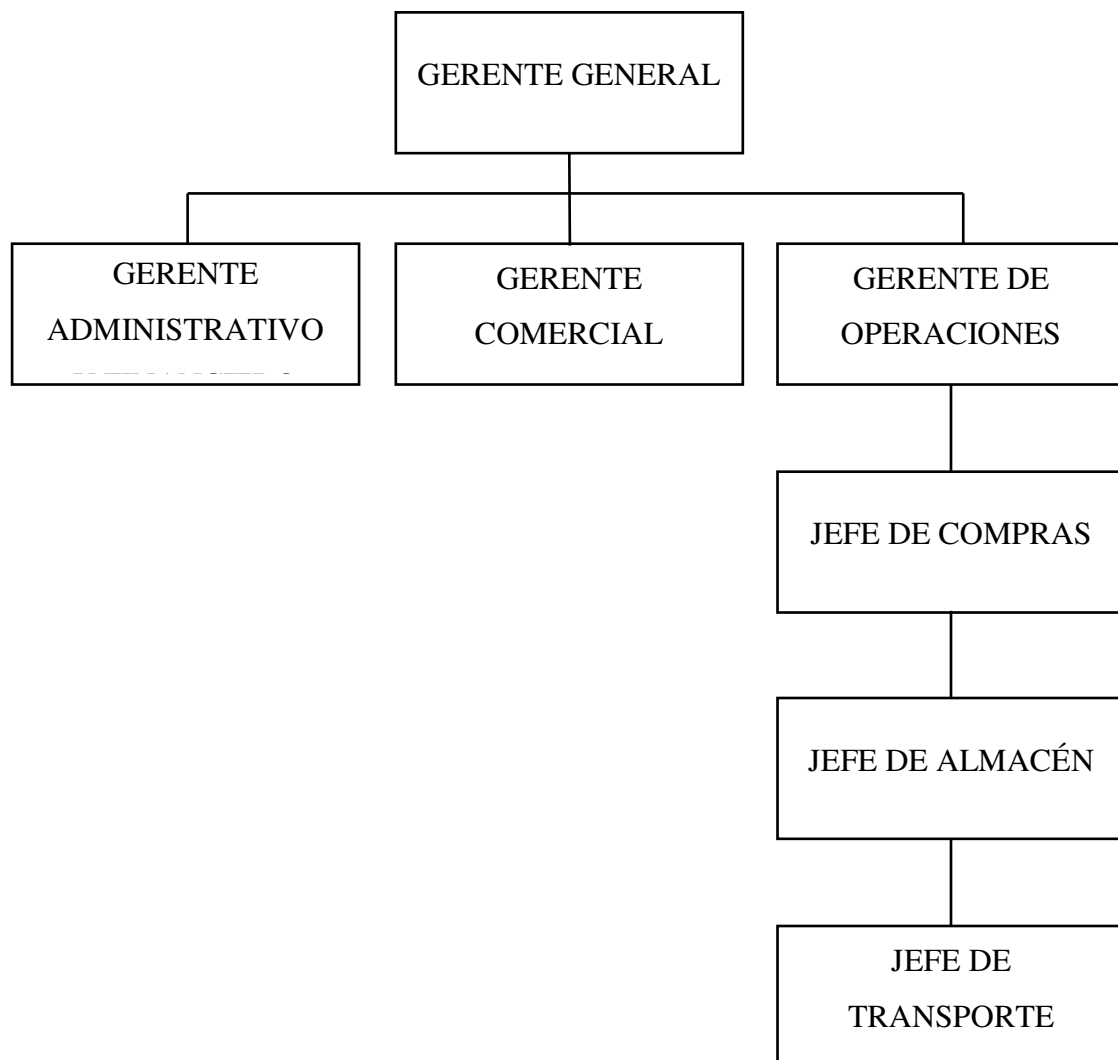 GERENTE GENERAL
GERENTE
ADMINISTRATIVO
GERENTE
COMERCIAL
GERENTE DE
OPERACIONES
JEFE DE COMPRAS
JEFE DE ALMACÉN
JEFE DE
TRANSPORTE